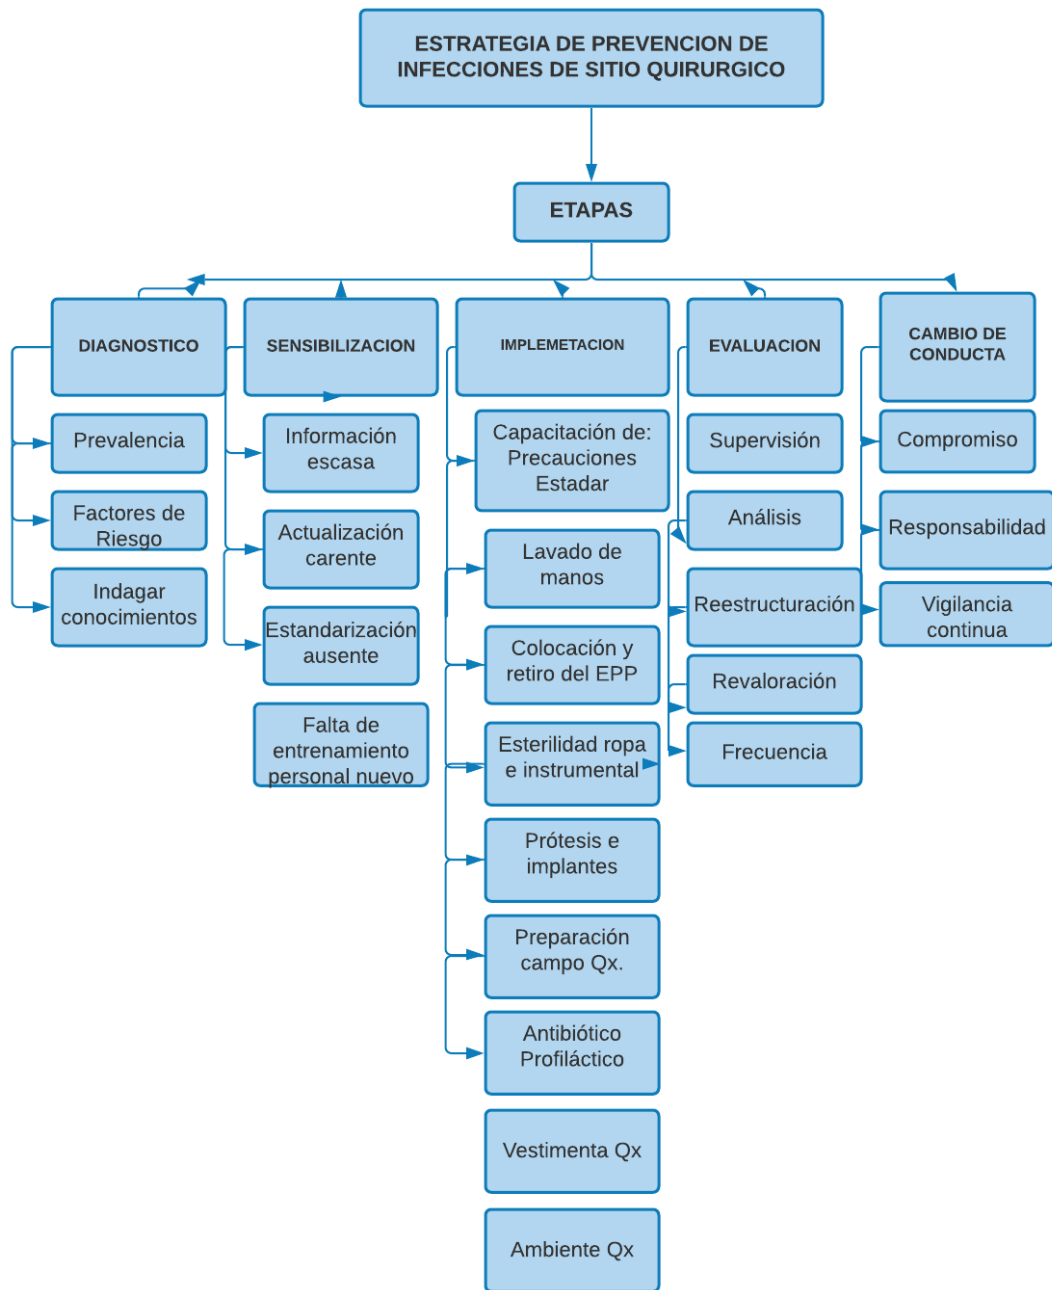 ESTRATEGIA DE PREVENCION DE
INFECCIONES DE SITIO QUIRURGICO
ETAPAS
DIAGNOSTICO
Prevalencia
Factores de
Riesgo
Indagar
conocimientos
SENSIBILIZACION
Información
escasa
Actualización
carente
Estandarización
ausente
Falta de
entrenamiento
personal nuevo
IMPLEMETACION
Capacitación de:
Precauciones
Estadar
Lavado de
manos
Colocación y
retiro del EPP
Esterilidad ropa
e instrumental
Prótesis e
implantes
Preparación
campo Qx.
Antibiótico
Profiláctico
Vestimenta Qx
Ambiente Qx
EVALUACION
Supervisión
Análisis
Reestructuración
Revaloración
Frecuencia
CAMBIO DE
CONDUCTA
Compromiso
Responsabilidad
Vigilancia
continua